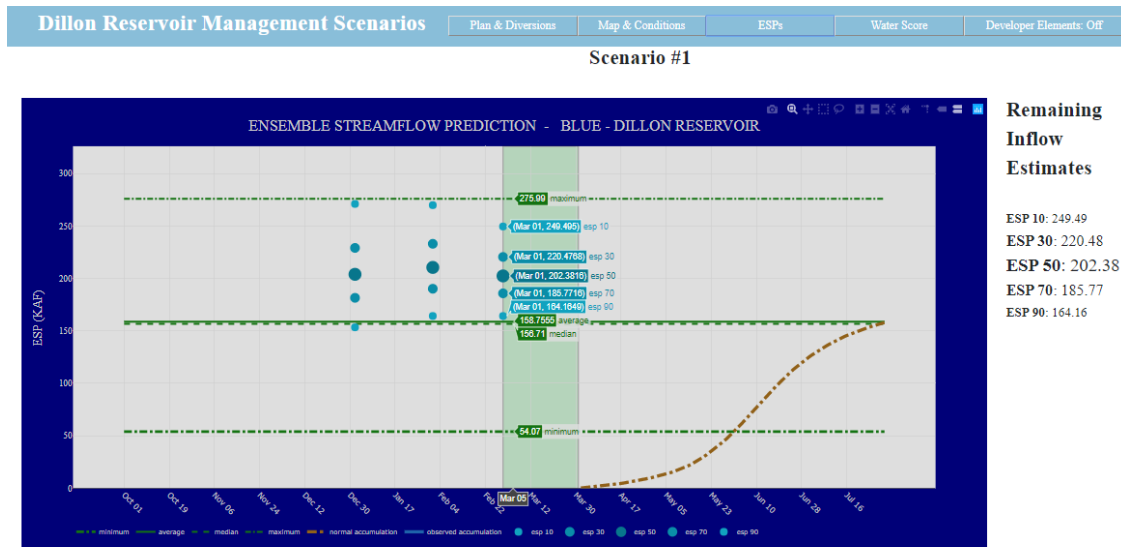 Dillon Reservoir Management Scenarios
Plan & Diversions
Map & Conditions
ESPs
Water Score
Developer Elements: Off
Scenario #1
ENSEMBLE STREAMFLOW PREDICTION - BLUE - DILLON RESERVOIR
ESP (KAF)
300
250
200
150
100
50
0
275.99 maximum
(Mar 01, 249.495) esp 10
(Mar 01, 220.4768) esp 30
(Mar 01, 202.3816) esp 50
(Mar 01, 185.7716) esp 70
(Mar 01, 164.1649) esp 90
158.7555 average
156.71 median
54.07 minimum
Oct 01
Oct 19
Nov 06
Nov 24
Dec 12
Dec 30
Jan 17
Feb 04
Feb 22
Mar 05
Mar 12
Mar 30
Apr 17
May 05
May 23
Jun 10
Jun 28
Jul 16
minimum
average
median
maximum
normal accumulation
observed accumulation
esp 10
esp 30
esp 50
esp 70
esp 90
Remaining
Inflow
Estimates
ESP 10: 249.49
ESP 30: 220.48
ESP 50: 202.38
ESP 70: 185.77
ESP 90: 164.16